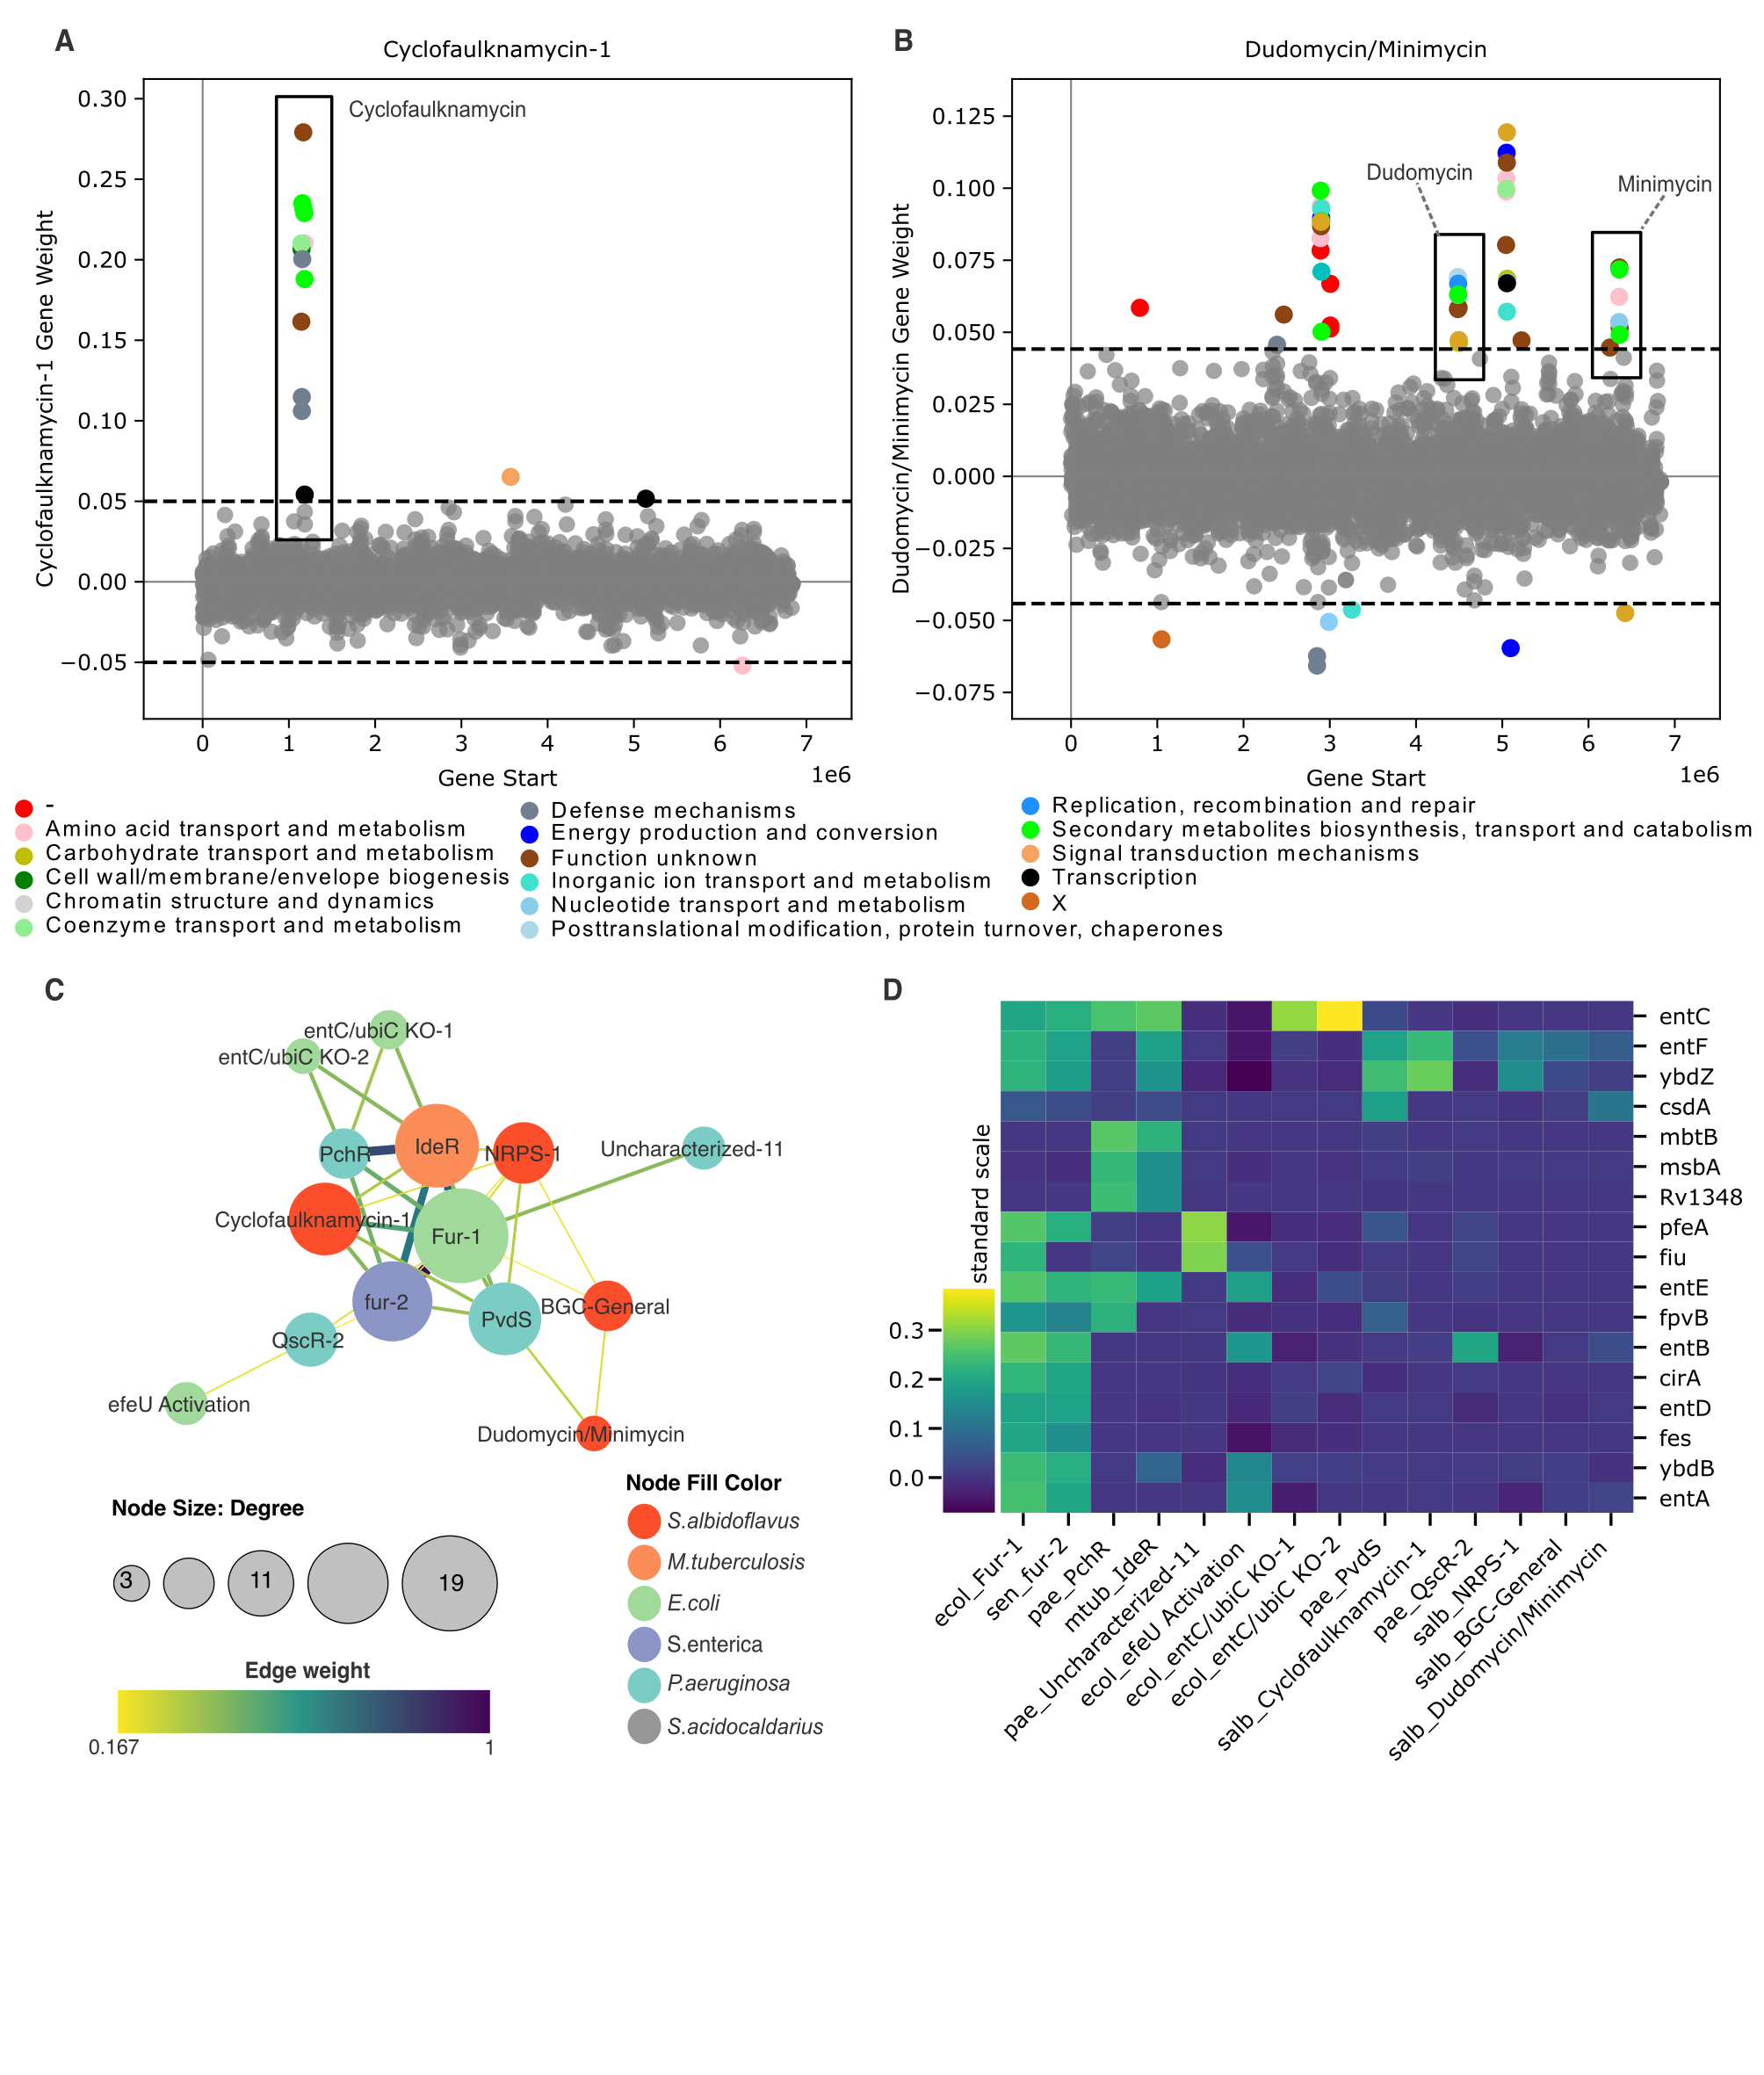 A
Cyclofaulknamycin-1
Cyclofaulknamycin
Cyclofaulknamycin-1 Gene Weight
0.30
0.25
0.20
0.15
0.10
0.05
0.00
−0.05
0 1 2 3 4 5 6 7
1e6
Gene Start
B
Dudomycin/Minimycin
Dudomycin
Minimycin
Dudomycin/Minimycin Gene Weight
0.125
0.100
0.075
0.050
0.025
0.000
−0.025
−0.050
−0.075
0 1 2 3 4 5 6 7
1e6
Gene Start
-
Amino acid transport and metabolism
Carbohydrate transport and metabolism
Cell wall/membrane/envelope biogenesis
Chromatin structure and dynamics
Coenzyme transport and metabolism
Defense mechanisms
Energy production and conversion
Function unknown
Inorganic ion transport and metabolism
Nucleotide transport and metabolism
Posttranslational modification, protein turnover, chaperones
Replication, recombination and repair
Secondary metabolites biosynthesis, transport and catabolism
Signal transduction mechanisms
Transcription
X
C
entC/ubiC KO-1
entC/ubiC KO-2
IdeR
PchR
NRPS-1
Uncharacterized-11
Cyclofaulknamycin-1
Fur-1
fur-2
PvdS
BGC-General
QscR-2
efeU Activation
Dudomycin/Minimycin
Node Size: Degree
3 11 19
Edge weight
0.167 1
Node Fill Color
S.albidoflavus
M.tuberculosis
E.coli
S.enterica
P.aeruginosa
S.acidocaldarius
D
standard scale
0.3
0.2
0.1
0.0
entC
entF
ybdZ
csdA
mbtB
msbA
Rv1348
pfeA
fiu
entE
fpvB
entB
cirA
entD
fes
ybdB
entA
ecol_Fur-1
sen_fur-2
pae_PchR
mtub_IdeR
pae_Uncharacterized-11
ecol_efeU Activation
ecol_entC/ubiC KO-1
ecol_entC/ubiC KO-2
pae_PvdS
salb_Cyclofaulknamycin-1
pae_QscR-2
salb_NRPS-1
salb_BGC-General
salb_Dudomycin/Minimycin